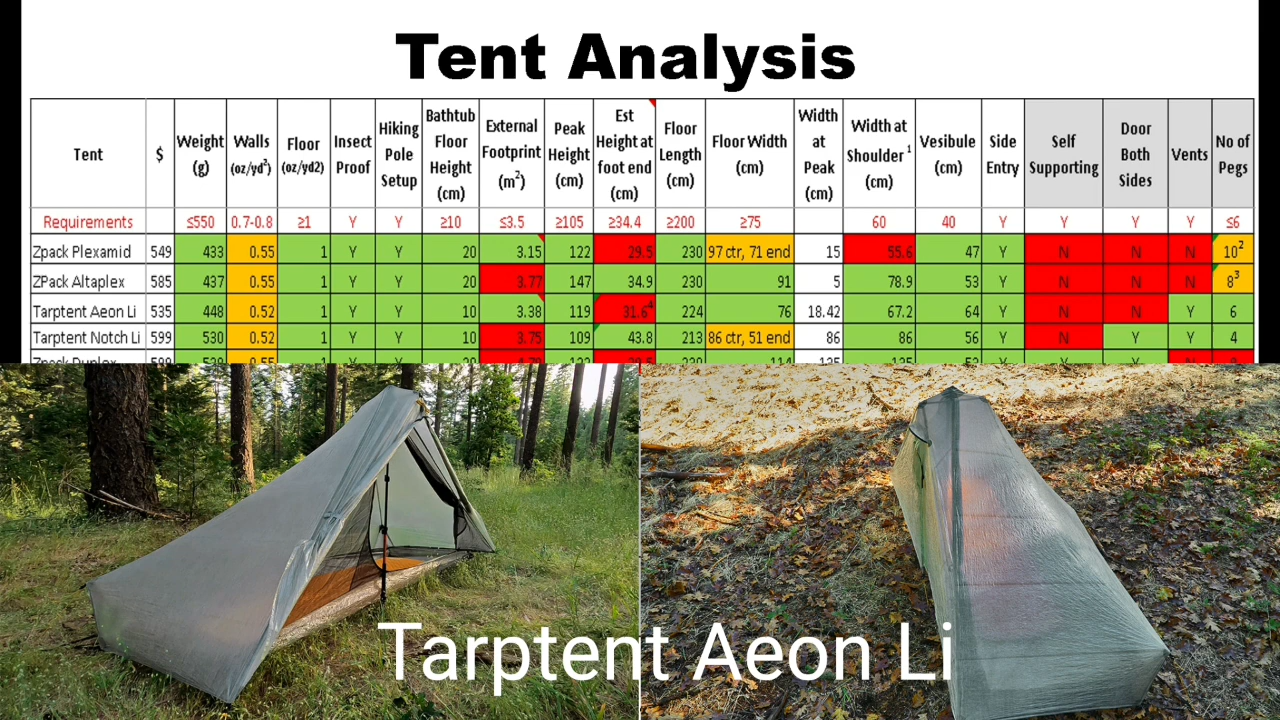 Tent Analysis
Tent $ Weight (g) Walls (oz/yd²) Floor (oz/yd2) Insect Proof Hiking Pole Setup Bathtub Floor Height (cm) External Footprint (m²) Peak Height (cm) Est Height at foot end (cm) Floor Length (cm) Floor Width (cm) Width at Peak (cm) Width at Shoulder ¹ (cm) Vesibule (cm) Side Entry Self Supporting Door Both Sides Vents No of Pegs
Requirements ≤550 0.7-0.8 ≥1 Y Y ≥10 ≤3.5 ≥105 ≥34.4 ≥200 ≥75 60 40 Y Y Y Y ≤6
Zpack Plexamid 549 433 0.55 1 Y Y 20 3.15 122 29.5 230 97 ctr, 71 end 15 55.6 47 Y N N N 10²
ZPack Altaplex 585 437 0.55 1 Y Y 20 3.77 147 34.9 230 91 5 78.9 53 Y N N N 8³
Tarptent Aeon Li 535 448 0.52 1 Y Y 10 3.38 119 31.6⁴ 224 76 18.42 67.2 64 Y N N Y 6
Tarptent Notch Li 599 530 0.52 1 Y Y 10 3.75 109 43.8 213 86 ctr, 51 end 86 86 56 Y N Y Y 4
Tarptent Aeon Li